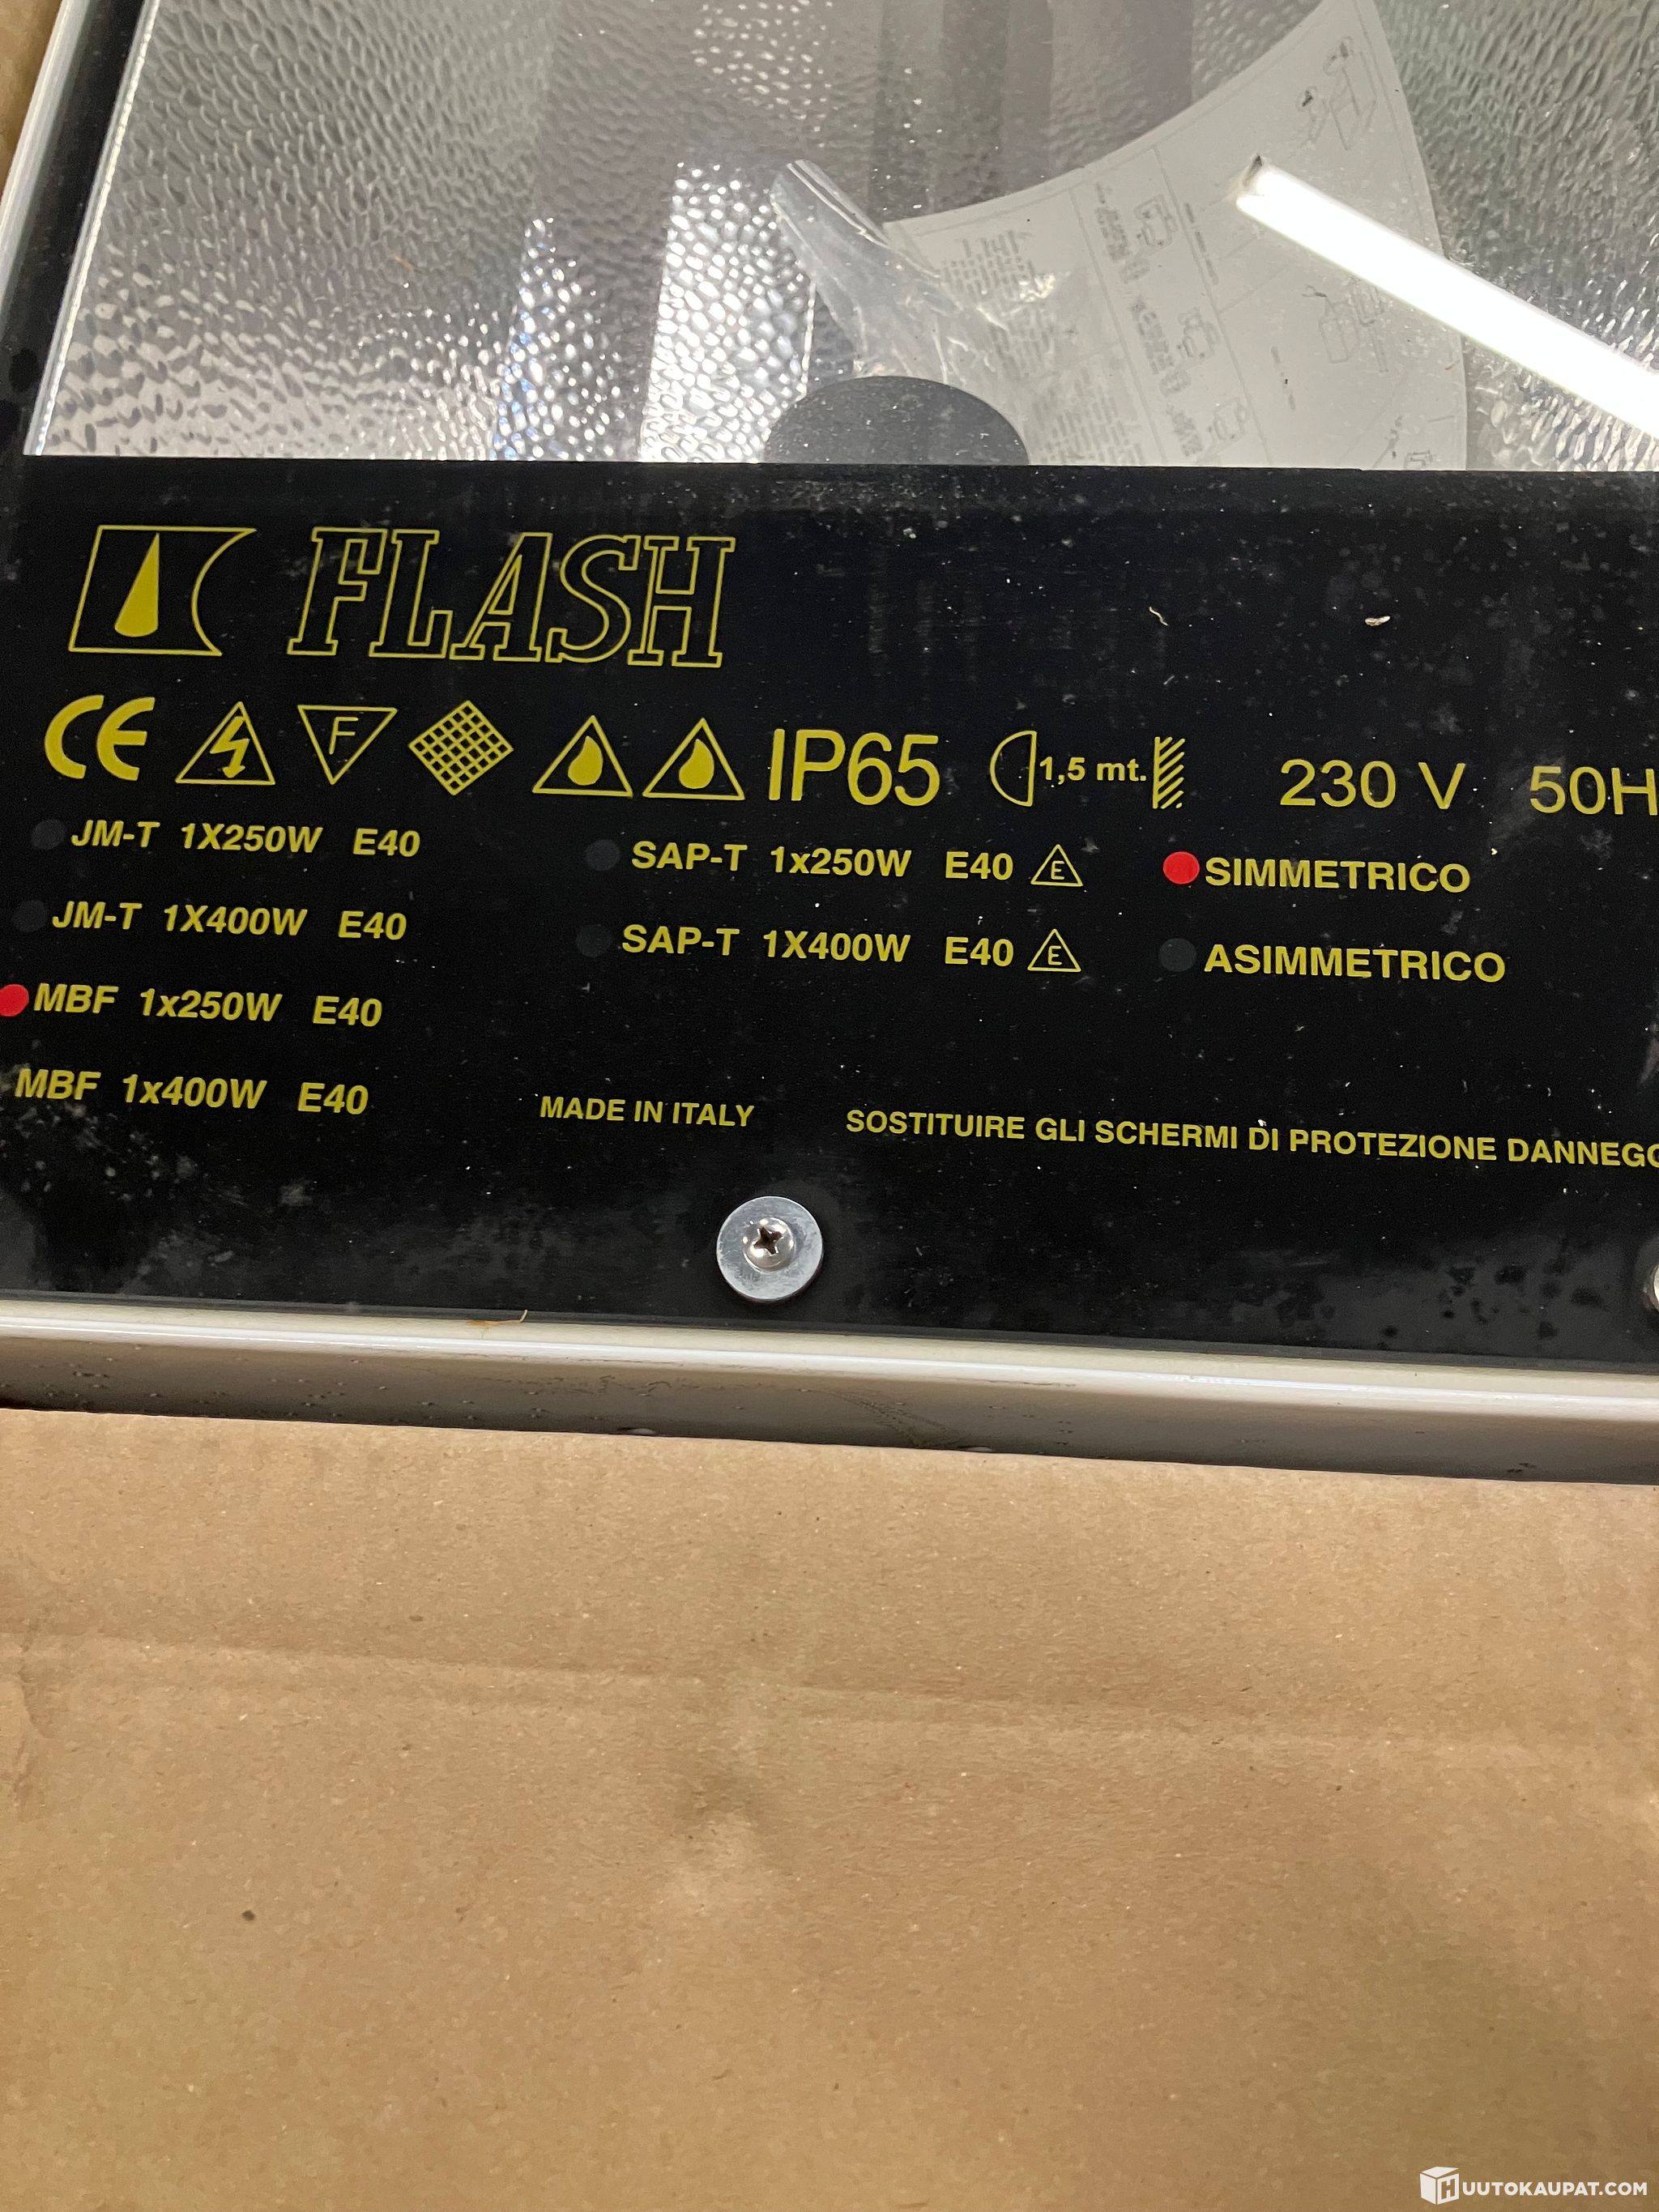 FLASH
CE F IP65 1,5 mt. 230 V 50H
JM-T 1X250W E40 SAP-T 1x250W E40 E SIMMETRICO
JM-T 1X400W E40 SAP-T 1X400W E40 E ASIMMETRICO
MBF 1x250W E40
MBF 1x400W E40 MADE IN ITALY SOSTITUIRE GLI SCHERMI DI PROTEZIONE DANNEGG
HUUTOKAUPAT.COM